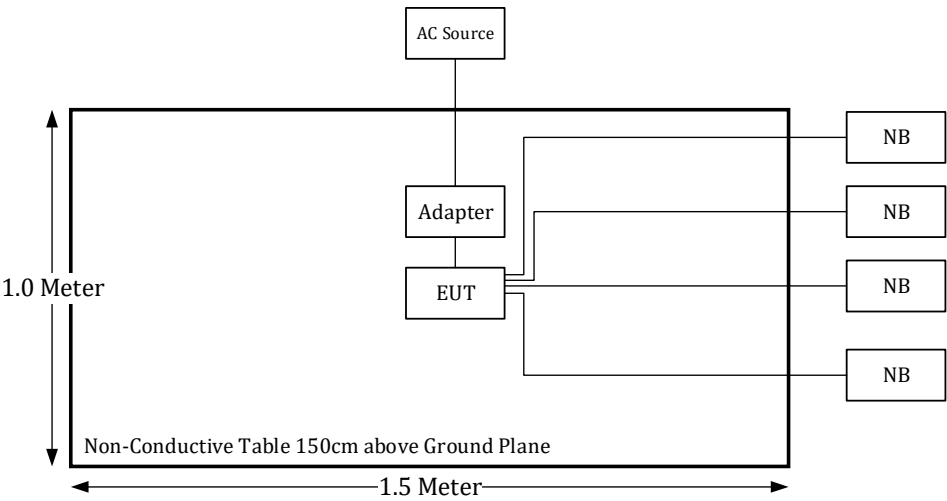 AC Source
NB
Adapter
NB
1.0 Meter
EUT
NB
NB
Non-Conductive Table 150cm above Ground Plane
1.5 Meter